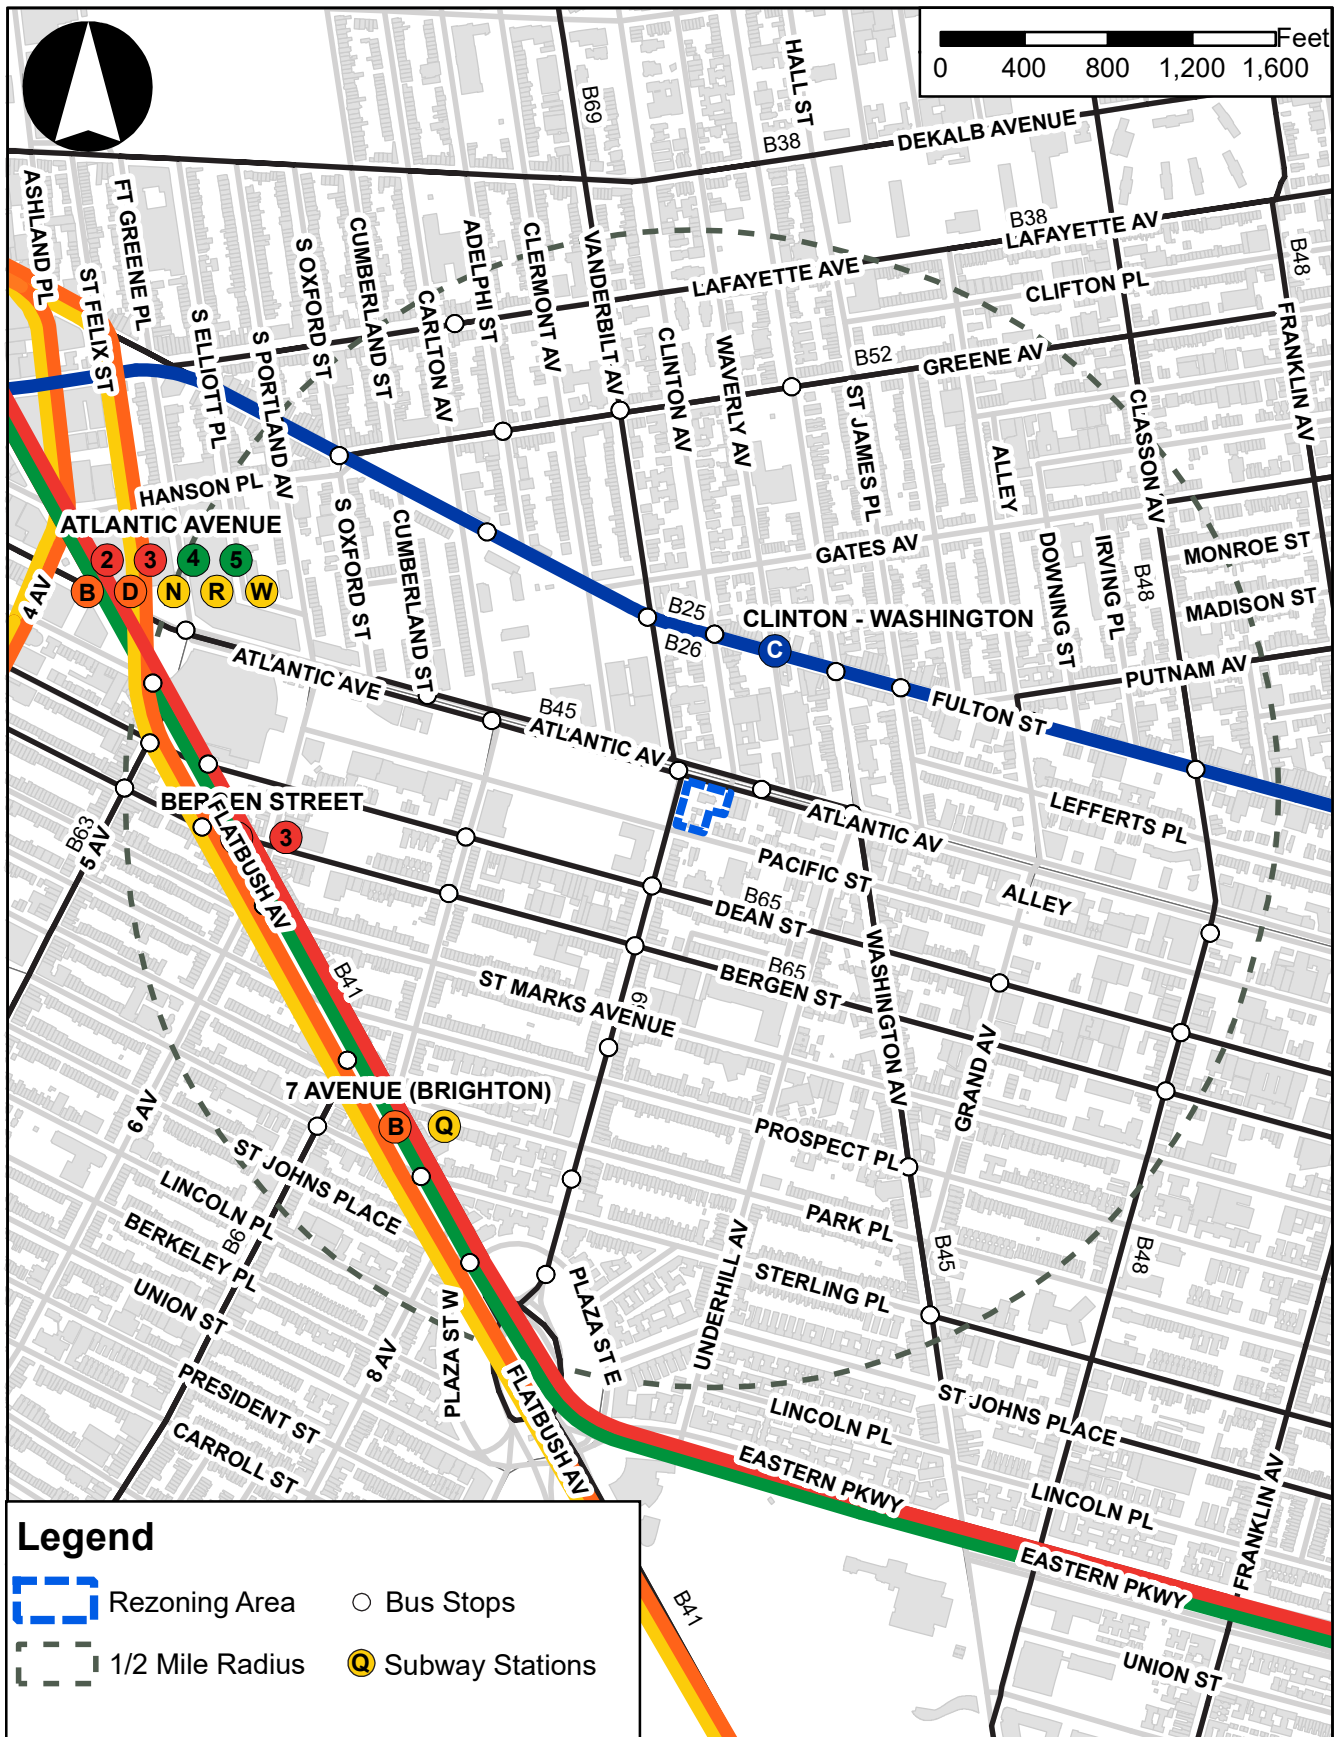 Feet
0 400 800 1,200 1,600
HALL ST
B69
B38
DEKALB AVENUE
ASHLAND PL
FT GREENE PL
ST FELIX ST
S ELLIOTT PL
S PORTLAND AV
S OXFORD ST
CUMBERLAND ST
CARLTON AV
ADELPHI ST
CLERMONT AV
VANDERBILT AV
CLINTON AV
WAVERLY AV
LAFAYETTE AVE
B38
LAFAYETTE AV
B48
CLIFTON PL
FRANKLIN AV
B52
GREENE AV
ST JAMES PL
CLASSON AV
ALLEY
HANSON PL
ATLANTIC AVENUE
2 3 4 5
B D N R W
4 AV
S OXFORD ST
CUMBERLAND ST
GATES AV
DOWNING ST
IRVING PL
B48
MONROE ST
MADISON ST
PUTNAM AV
B25
B26
CLINTON - WASHINGTON
C
FULTON ST
ATLANTIC AVE
B45
ATLANTIC AV
ATLANTIC AV
LEFFERTS PL
BERGEN STREET
3
B63
5 AV
FLATBUSH AV
PACIFIC ST
ALLEY
B65
DEAN ST
B65
BERGEN ST
WASHINGTON AV
B41
ST MARKS AVENUE
GRAND AV
7 AVENUE (BRIGHTON)
B Q
6 AV
ST JOHNS PLACE
LINCOLN PL
BERKELEY PL
UNION ST
PROSPECT PL
PARK PL
STERLING PL
UNDERHILL AV
B45
B48
PLAZA ST W
PLAZA ST E
8 AV
PRESIDENT ST
CARROLL ST
FLATBUSH AV
LINCOLN PL
ST JOHNS PLACE
EASTERN PKWY
LINCOLN PL
FRANKLIN AV
EASTERN PKWY
UNION ST
B41
Legend
Rezoning Area
Bus Stops
1/2 Mile Radius
Q Subway Stations